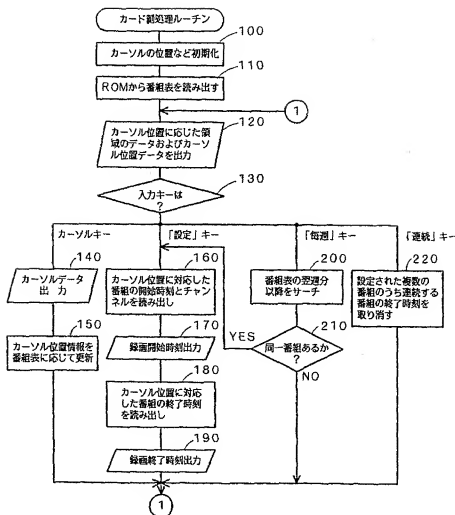 カード側処理ルーチン
100
カーソルの位置など初期化
110
ROMから番組表を読み出す
1
120
カーソル位置に応じた領
域のデータおよびカーソ
ル位置データを出力
130
入力キーは
?
カーソルキー
「設定」キー
「毎週」キー
「連続」キー
140
カーソルデータ
出 力
150
カーソル位置情報を
番組表に応じて更新
160
カーソル位置に対応した
番組の開始時刻とチャン
ネルを読み出し
170
録画開始時刻出力
180
カーソル位置に対応
した番組の終了時刻
を読み出し
190
録画終了時刻出力
200
番組表の翌週分
以降をサーチ
210
YES
同一番組あるか
?
NO
220
設定された複数の
番組のうち連続する
番組の終了時刻を
取り消す
1